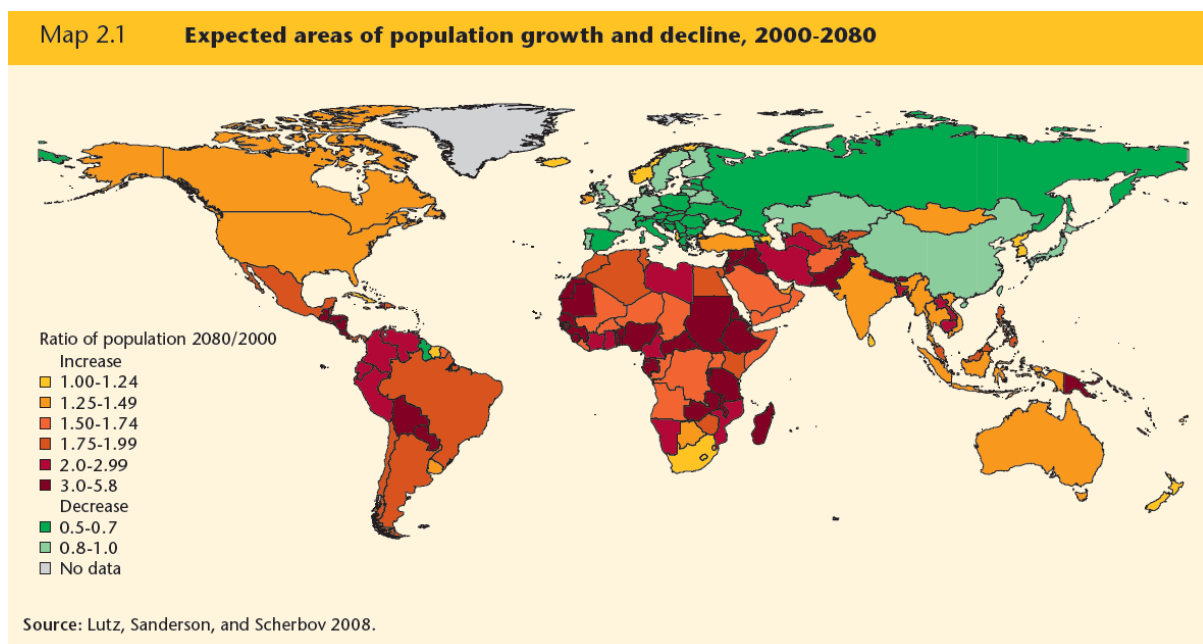 Map 2.1 Expected areas of population growth and decline, 2000-2080
Ratio of population 2080/2000
Increase
1.00-1.24
1.25-1.49
1.50-1.74
1.75-1.99
2.0-2.99
3.0-5.8
Decrease
0.5-0.7
0.8-1.0
No data
Source: Lutz, Sanderson, and Scherbov 2008.